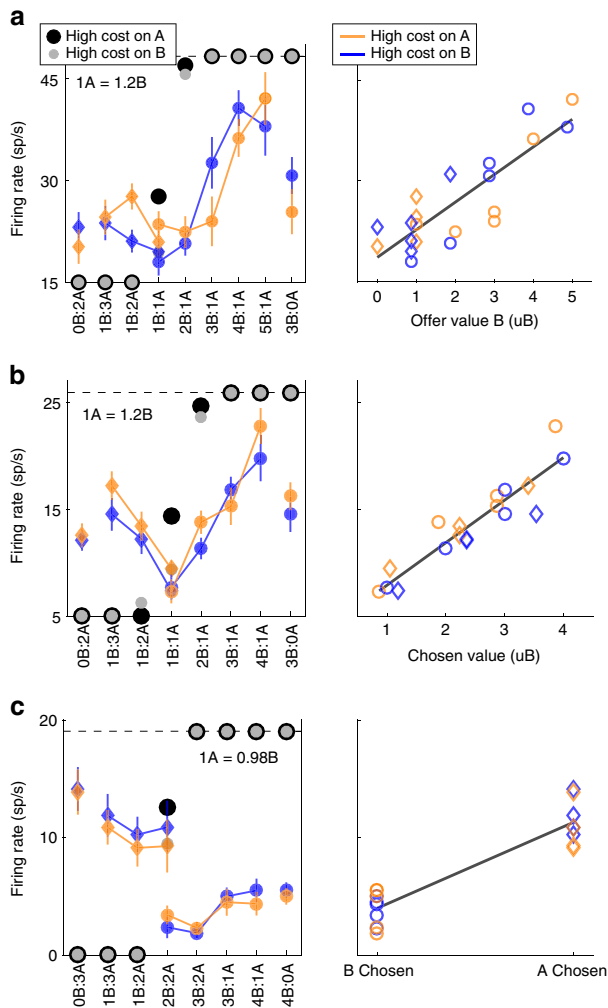 a
High cost on A
High cost on B
High cost on A
High cost on B
1A = 1.2B
Firing rate (sp/s)
45
30
15
0B:2A
1B:3A
1B:2A
1B:1A
2B:1A
3B:1A
4B:1A
5B:1A
3B:0A
0
1
2
3
4
5
Offer value B (uB)
b
1A = 1.2B
Firing rate (sp/s)
25
15
5
0B:2A
1B:3A
1B:2A
1B:1A
2B:1A
3B:1A
4B:1A
3B:0A
1
2
3
4
Chosen value (uB)
c
1A = 0.98B
Firing rate (sp/s)
20
10
0
0B:3A
1B:3A
1B:2A
2B:2A
3B:2A
3B:1A
4B:1A
4B:0A
B Chosen
A Chosen